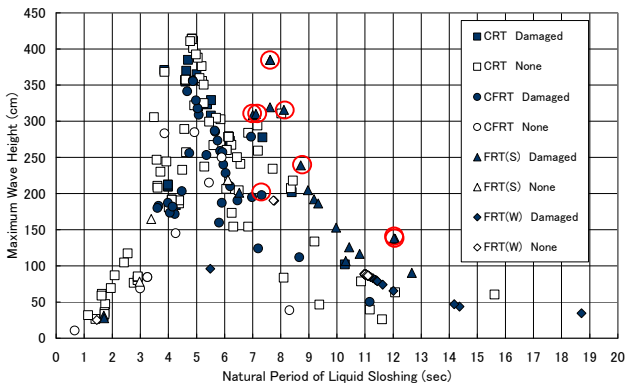 Maximum Wave Height (cm)
450
400
350
300
250
200
150
100
50
0
0 1 2 3 4 5 6 7 8 9 10 11 12 13 14 15 16 17 18 19 20
Natural Period of Liquid Sloshing (sec)
CRT Damaged
CRT None
CFRT Damaged
CFRT None
FRT(S) Damaged
FRT(S) None
FRT(W) Damaged
FRT(W) None